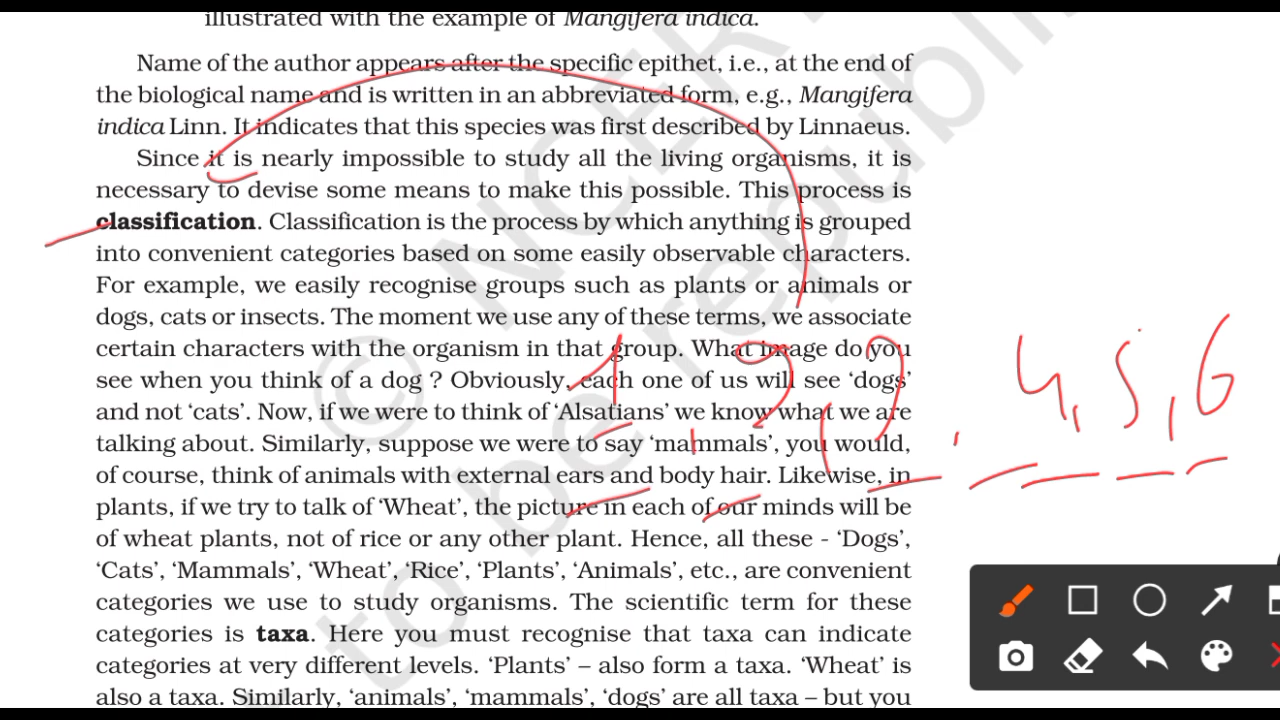 illustrated with the example of Mangifera indica.
Name of the author appears after the specific epithet, i.e., at the end of
the biological name and is written in an abbreviated form, e.g., Mangifera
indica Linn. It indicates that this species was first described by Linnaeus.
Since it is nearly impossible to study all the living organisms, it is
necessary to devise some means to make this possible. This process is
classification. Classification is the process by which anything is grouped
into convenient categories based on some easily observable characters.
For example, we easily recognise groups such as plants or animals or
dogs, cats or insects. The moment we use any of these terms, we associate
certain characters with the organism in that group. What image do you
see when you think of a dog ? Obviously, each one of us will see ‘dogs’
and not ‘cats’. Now, if we were to think of ‘Alsatians’ we know what we are
talking about. Similarly, suppose we were to say ‘mammals’, you would,
of course, think of animals with external ears and body hair. Likewise, in
plants, if we try to talk of ‘Wheat’, the picture in each of our minds will be
of wheat plants, not of rice or any other plant. Hence, all these - ‘Dogs’,
‘Cats’, ‘Mammals’, ‘Wheat’, ‘Rice’, ‘Plants’, ‘Animals’, etc., are convenient
categories we use to study organisms. The scientific term for these
categories is taxa. Here you must recognise that taxa can indicate
categories at very different levels. ‘Plants’ – also form a taxa. ‘Wheat’ is
also a taxa. Similarly, ‘animals’, ‘mammals’, ‘dogs’ are all taxa – but you
4, 5, 6